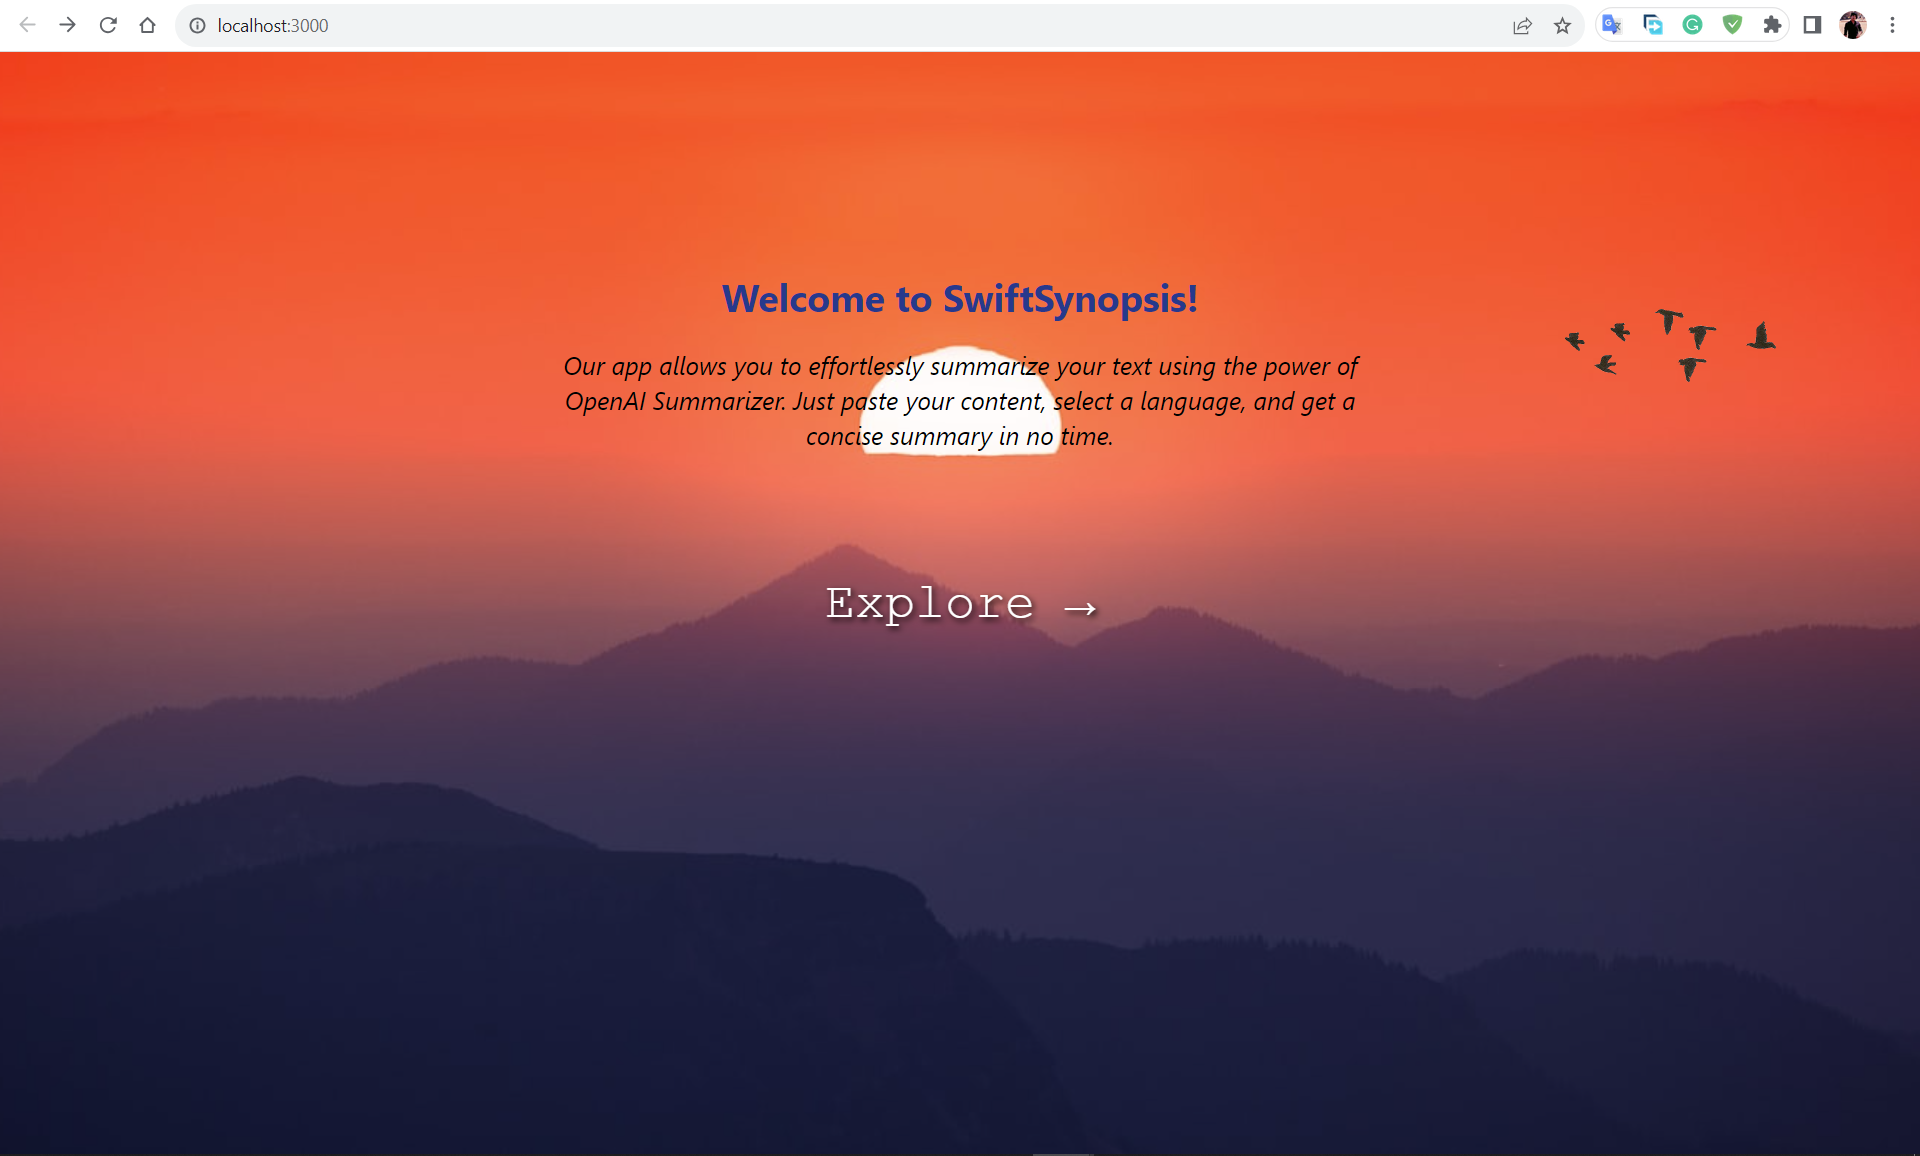 localhost:3000
Welcome to SwiftSynopsis!
Our app allows you to effortlessly summarize your text using the power of
OpenAI Summarizer. Just paste your content, select a language, and get a
concise summary in no time.
Explore →